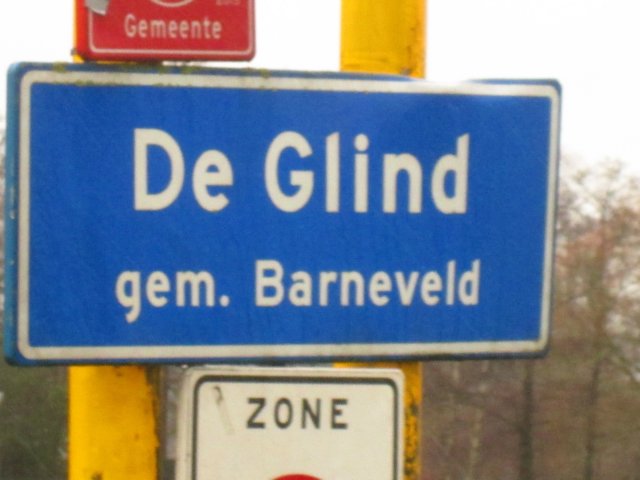 Gemeente
De Glind
gem. Barneveld
ZONE